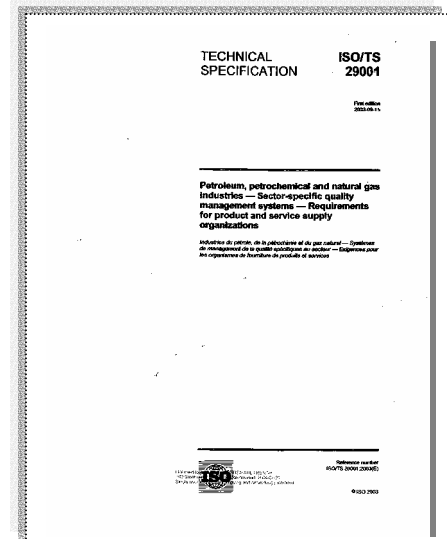 TECHNICAL
SPECIFICATION
ISO/TS
29001
First edition
Petroleum, petrochemical and natural gas
industries — Sector-specific quality
management systems — Requirements
for product and service supply
organizations
Industries du pétrole, de la pétrochimie et du gaz naturel — Systèmes
de management de la qualité spécifiques au secteur — Exigences pour
les organismes de fourniture de produits et services
ISO
Reference number
ISO/TS 29001:2003(E)
© ISO 2003